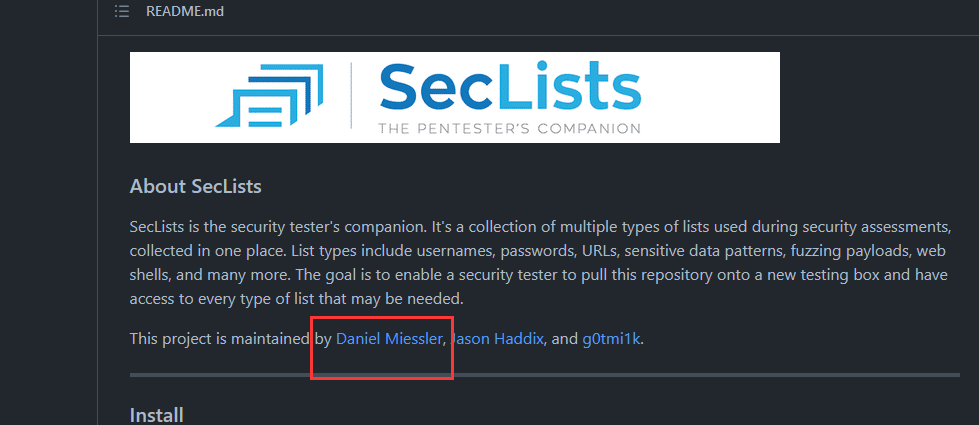 README.md
SecLists
THE PENTESTER'S COMPANION
About SecLists
SecLists is the security tester's companion. It's a collection of multiple types of lists used during security assessments,
collected in one place. List types include usernames, passwords, URLs, sensitive data patterns, fuzzing payloads, web
shells, and many more. The goal is to enable a security tester to pull this repository onto a new testing box and have
access to every type of list that may be needed.
This project is maintained by Daniel Miessler, Jason Haddix, and g0tmi1k.
Install